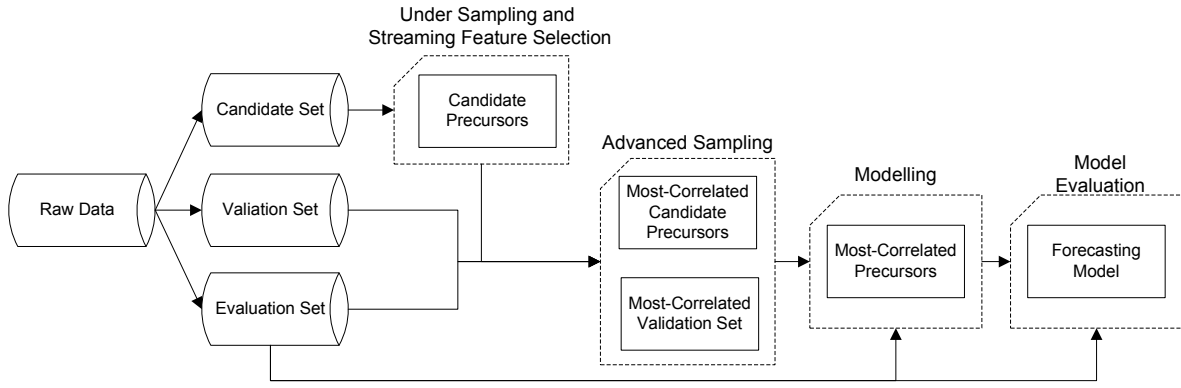 Under Sampling and
Streaming Feature Selection
Candidate Set
Candidate
Precursors
Advanced Sampling
Most-Correlated
Candidate
Precursors
Modelling
Model
Evaluation
Raw Data
Valiation Set
Most-Correlated
Precursors
Forecasting
Model
Evaluation Set
Most-Correlated
Validation Set